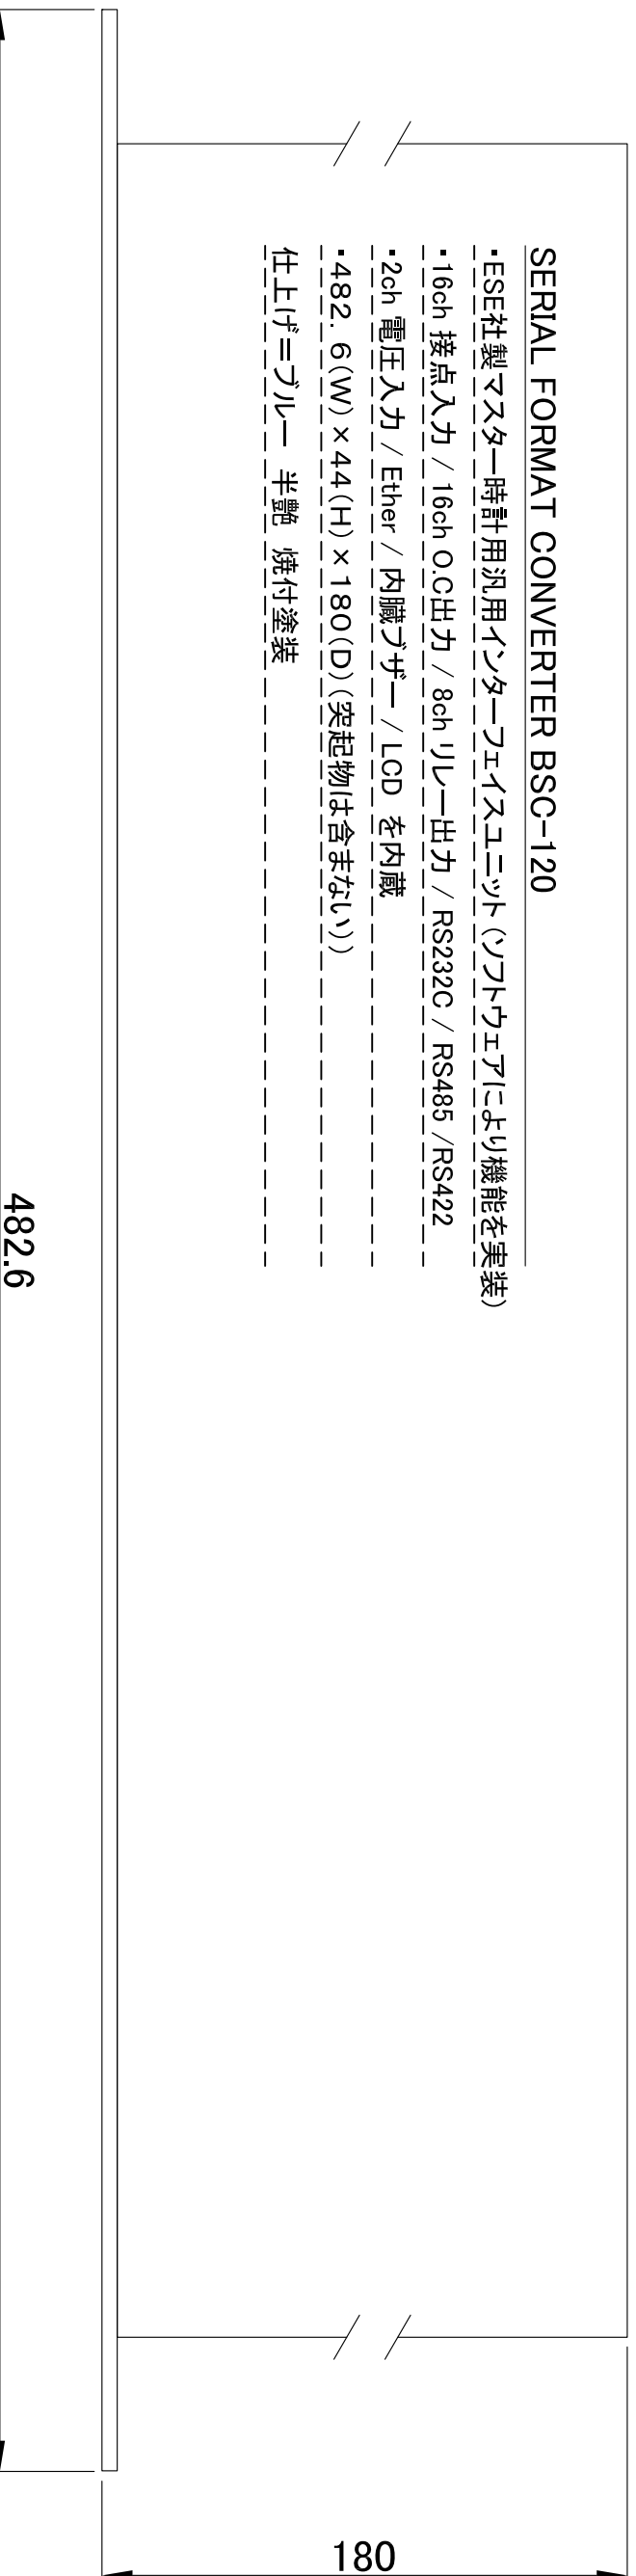 SERIAL FORMAT CONVERTER BSC-120
・ESE社製マスター時計用汎用インターフェイスユニット（ソフトウェアにより機能を実装）
・16ch 接点入力 / 16ch O.C出力 / 8ch リレー出力 / RS232C / RS485 /RS422
・2ch 電圧入力 / Ether / 内臓ブザー / LCD を内蔵
・４８２．６（W）×４４（H）×１８０（D）（突起物は含まない））
仕上げ＝ブルー　半艶　焼付塗装
482.6
180